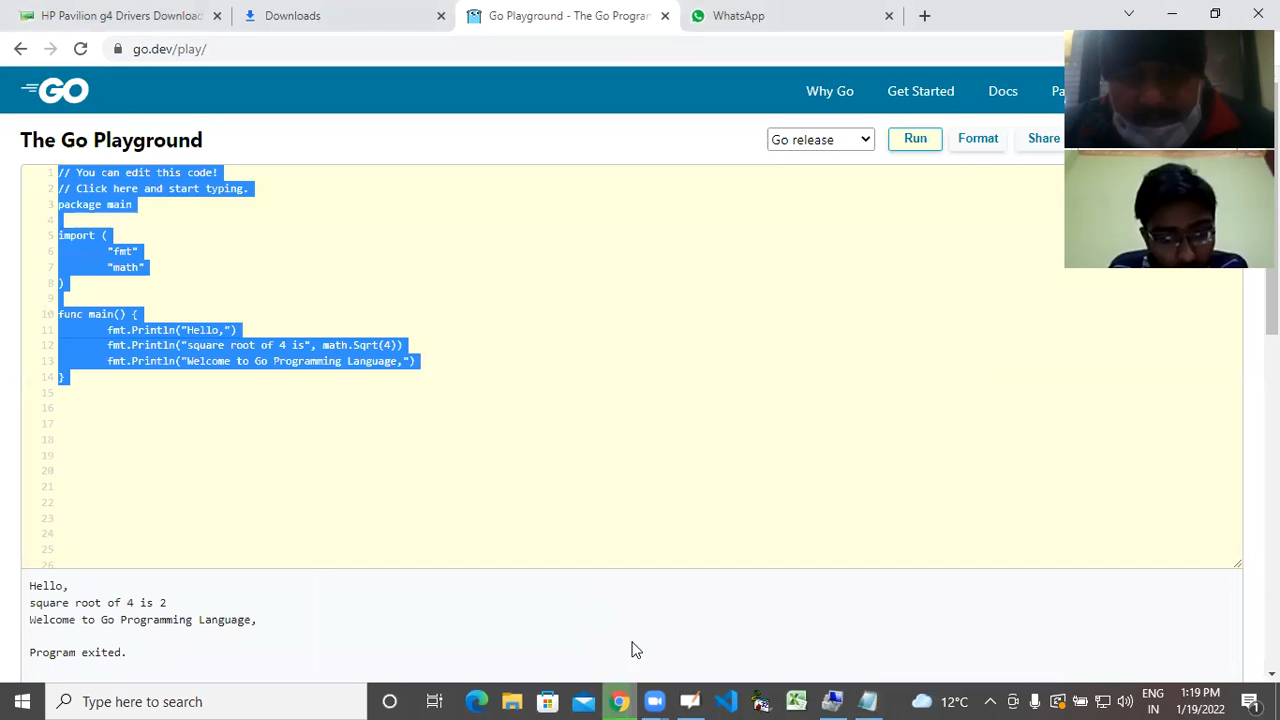 HP Pavilion g4 Drivers Download
Downloads
Go Playground - The Go Program
WhatsApp
go.dev/play/
GO
Why Go
Get Started
Docs
Pa
The Go Playground
Go release
Run
Format
Share
1 // You can edit this code!
2 // Click here and start typing.
3 package main
4
5 import (
6 "fmt"
7 "math"
8 )
9
10 func main() {
11 fmt.Println("Hello,")
12 fmt.Println("square root of 4 is", math.Sqrt(4))
13 fmt.Println("Welcome to Go Programming Language,")
14 }
15
16
17
18
19
20
21
22
23
24
25
26
Hello,
square root of 4 is 2
Welcome to Go Programming Language,
Program exited.
Type here to search
12°C
ENG
IN
1:19 PM
1/19/2022
1